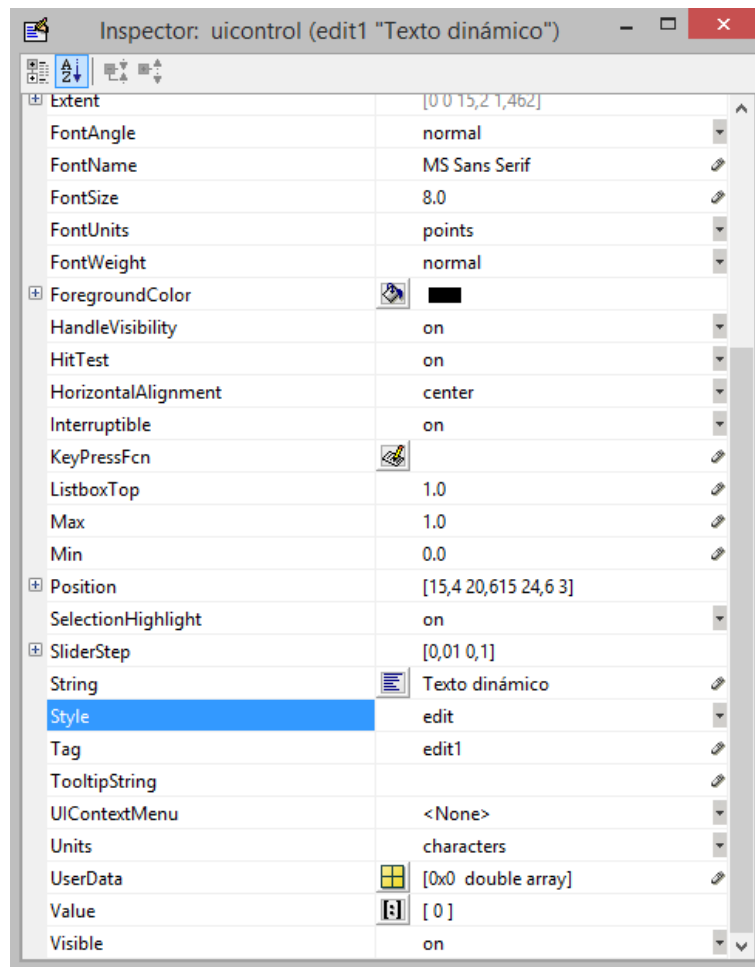 Inspector: uicontrol (edit1 "Texto dinámico")
Extent [0 0 15,2 1,462]
FontAngle normal
FontName MS Sans Serif
FontSize 8.0
FontUnits points
FontWeight normal
ForegroundColor
HandleVisibility on
HitTest on
HorizontalAlignment center
Interruptible on
KeyPressFcn
ListboxTop 1.0
Max 1.0
Min 0.0
Position [15,4 20,615 24,6 3]
SelectionHighlight on
SliderStep [0,01 0,1]
String Texto dinámico
Style edit
Tag edit1
TooltipString
UIContextMenu <None>
Units characters
UserData [0x0 double array]
Value [ 0 ]
Visible on